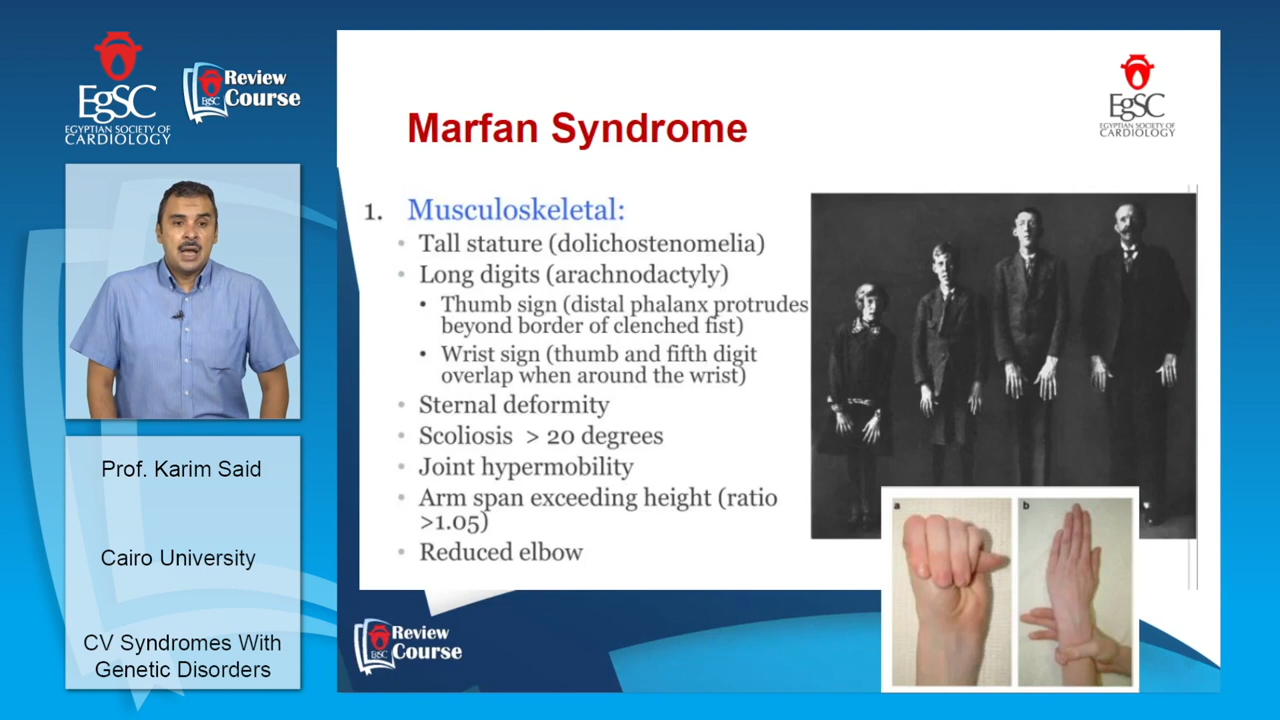 EgSC
EGYPTIAN SOCIETY OF
CARDIOLOGY
EgSC
Review
Course
Prof. Karim Said
Cairo University
CV Syndromes With
Genetic Disorders
EgSC
EGYPTIAN SOCIETY OF
CARDIOLOGY
Marfan Syndrome
1. Musculoskeletal:
• Tall stature (dolichostenomelia)
• Long digits (arachnodactyly)
• Thumb sign (distal phalanx protrudes
beyond border of clenched fist)
• Wrist sign (thumb and fifth digit
overlap when around the wrist)
• Sternal deformity
• Scoliosis > 20 degrees
• Joint hypermobility
• Arm span exceeding height (ratio
>1.05)
• Reduced elbow
a
b
EgSC
Review
Course